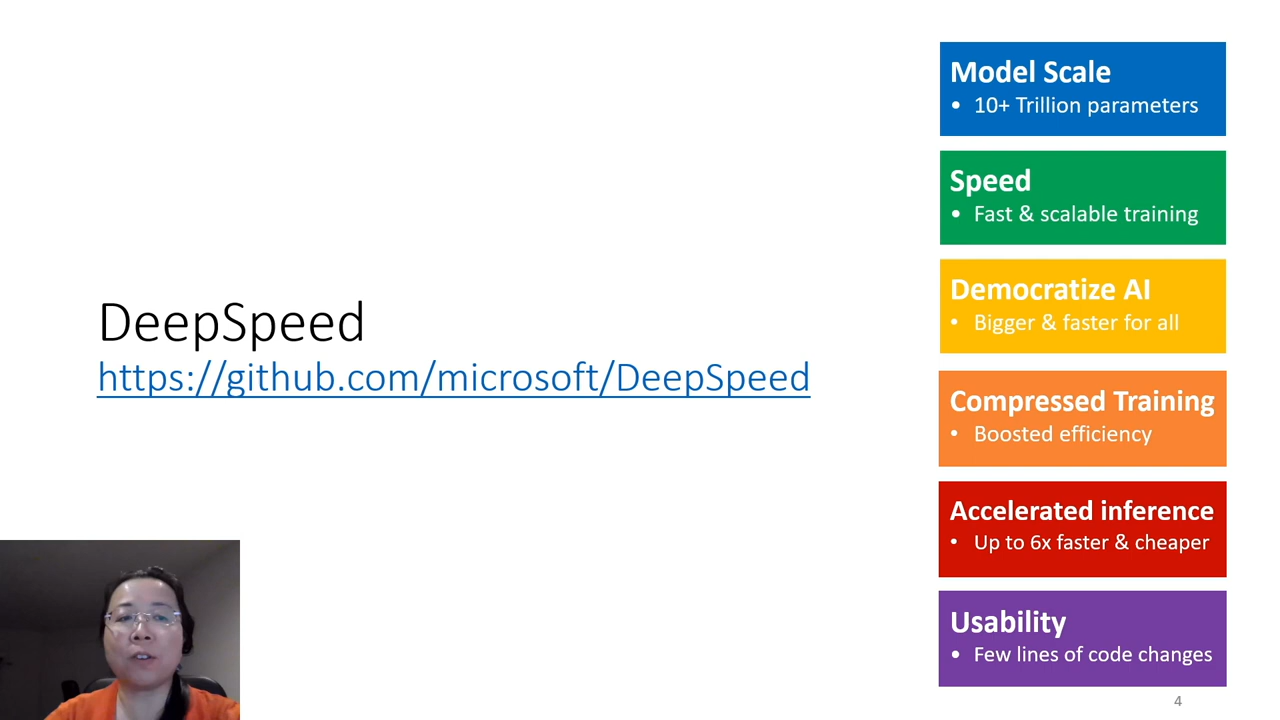 DeepSpeed
https://github.com/microsoft/DeepSpeed
Model Scale
• 10+ Trillion parameters
Speed
• Fast & scalable training
Democratize AI
• Bigger & faster for all
Compressed Training
• Boosted efficiency
Accelerated inference
• Up to 6x faster & cheaper
Usability
• Few lines of code changes
4